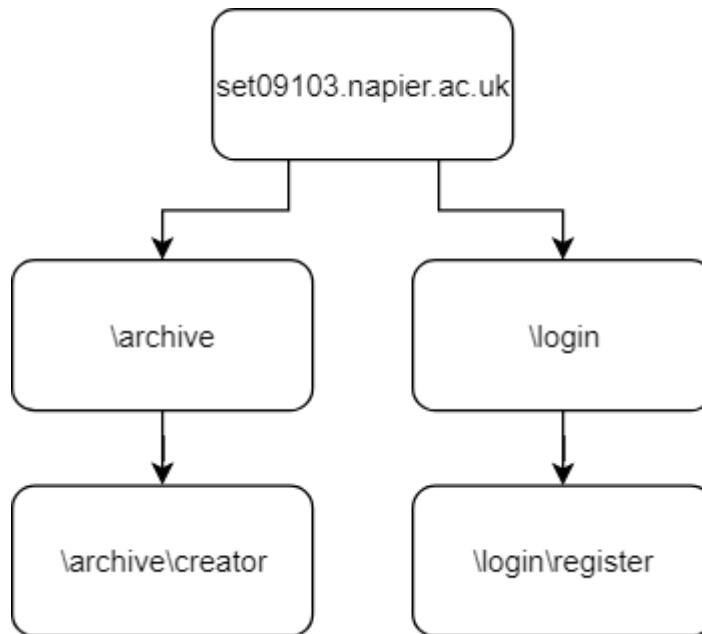 set09103.napier.ac.uk
\archive
\login
\archive\creator
\login\register